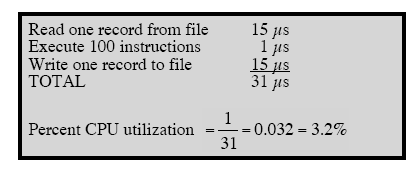 Read one record from file 15 μs
Execute 100 instructions 1 μs
Write one record to file 15 μs
TOTAL 31 μs
Percent CPU utilization = 1/31 = 0.032 = 3.2%